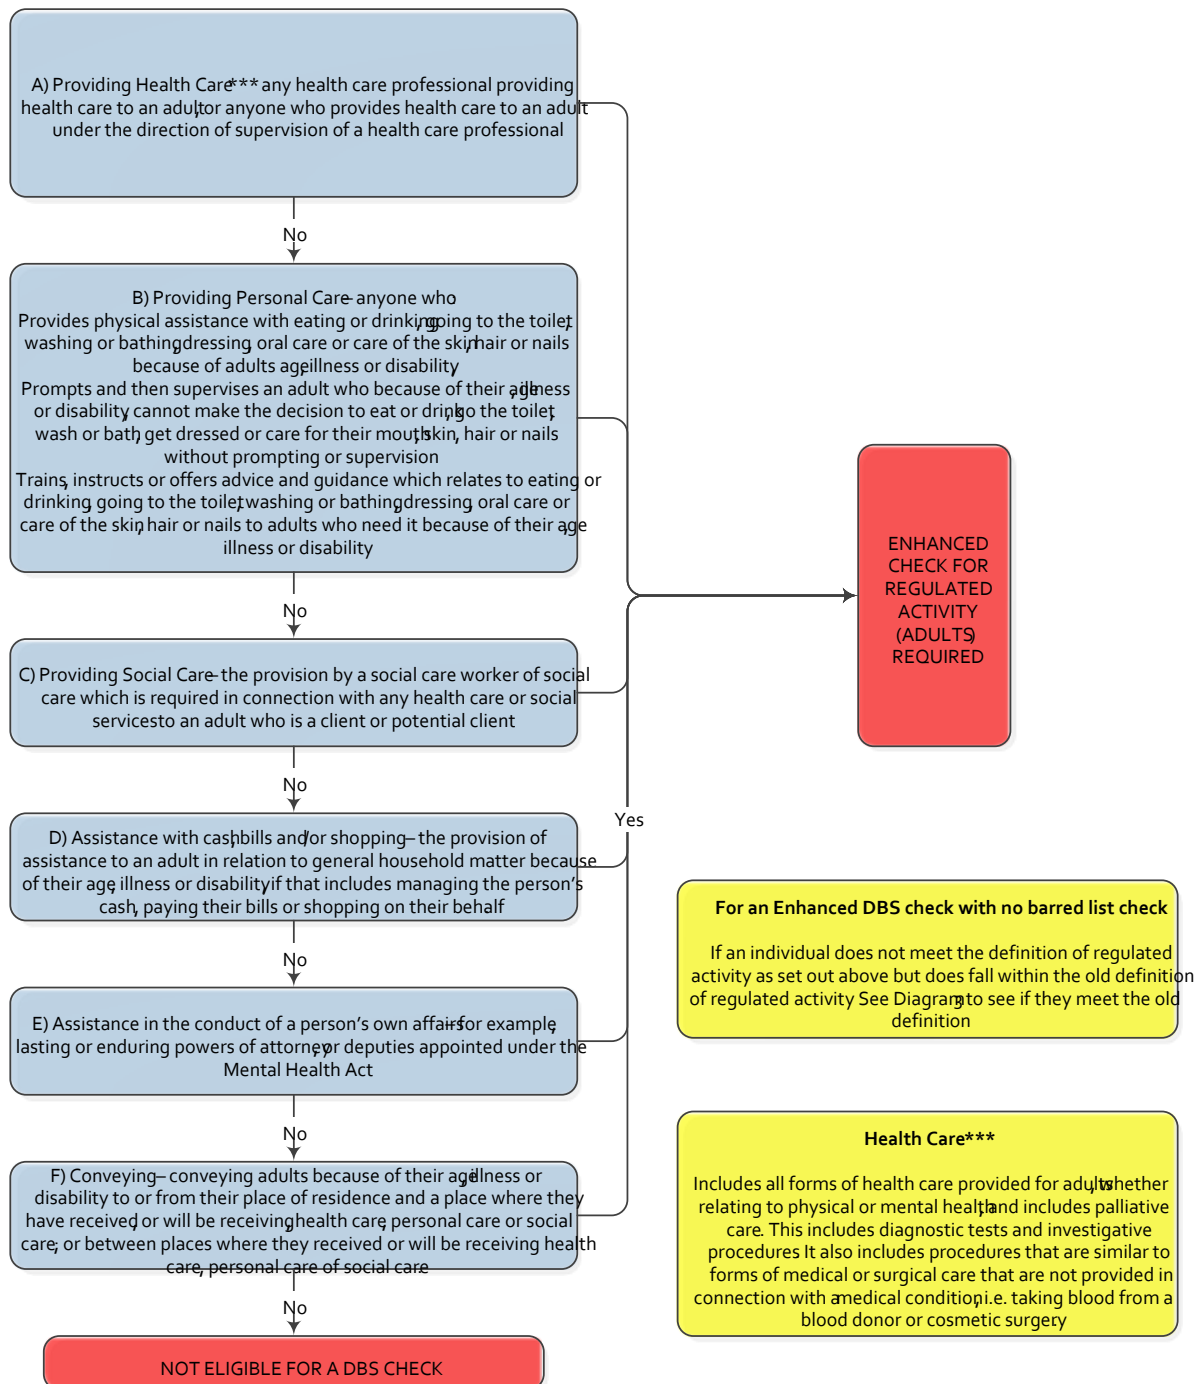 A) Providing Health Care*** any health care professional providing
health care to an adult, or anyone who provides health care to an adult
under the direction of supervision of a health care professional
No
B) Providing Personal Care – anyone who:
Provides physical assistance with eating or drinking, going to the toilet,
washing or bathing, dressing, oral care or care of the skin, hair or nails
because of adults age, illness or disability,
Prompts and then supervises an adult who because of their age, illness
or disability, cannot make the decision to eat or drink, go the toilet,
wash or bath, get dressed or care for their mouth, skin, hair or nails
without prompting or supervision
Trains, instructs or offers advice and guidance which relates to eating or
drinking, going to the toilet, washing or bathing, dressing, oral care or
care of the skin, hair or nails to adults who need it because of their age,
illness or disability
No
C) Providing Social Care – the provision by a social care worker of social
care which is required in connection with any health care or social
services to an adult who is a client or potential client
No
D) Assistance with cash, bills and/or shopping – the provision of
assistance to an adult in relation to general household matter because
of their age, illness or disability, if that includes managing the person's
cash, paying their bills or shopping on their behalf
No
E) Assistance in the conduct of a person's own affairs – for example,
lasting or enduring powers of attorney, or deputies appointed under the
Mental Health Act
No
F) Conveying – conveying adults because of their age, illness or
disability to or from their place of residence and a place where they
have received, or will be receiving, health care, personal care or social
care; or between places where they received or will be receiving health
care, personal care of social care.
No
NOT ELIGIBLE FOR A DBS CHECK
Yes
ENHANCED
CHECK FOR
REGULATED
ACTIVITY
(ADULTS)
REQUIRED
For an Enhanced DBS check with no barred list check
If an individual does not meet the definition of regulated
activity as set out above but does fall within the old definition
of regulated activity See Diagram 3 to see if they meet the old
definition
Health Care***
Includes all forms of health care provided for adults, whether
relating to physical or mental health, and includes palliative
care. This includes diagnostic tests and investigative
procedures It also includes procedures that are similar to
forms of medical or surgical care that are not provided in
connection with a medical condition, i.e. taking blood from a
blood donor or cosmetic surgery.